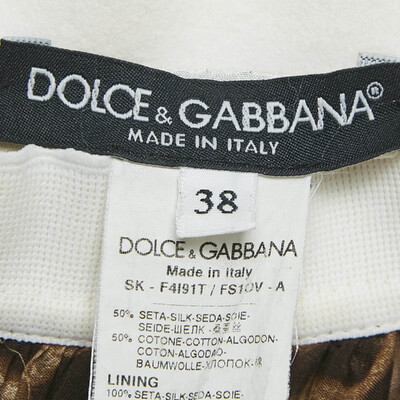 DOLCE & GABBANA®
MADE IN ITALY
38
DOLCE & GABBANA
Made in Italy
SK - F4I91T / FS1OV - A
50% SETA-SILK-SEDA-SOIE-
SEIDE-ШЕЛК -
50% COTONE-COTTON-ALGODON-
COTON-ALGODAO-
BAUMWOLLE-ХЛОПОК-
LINING
100% SETA-SILK-SEDA-SOIE-